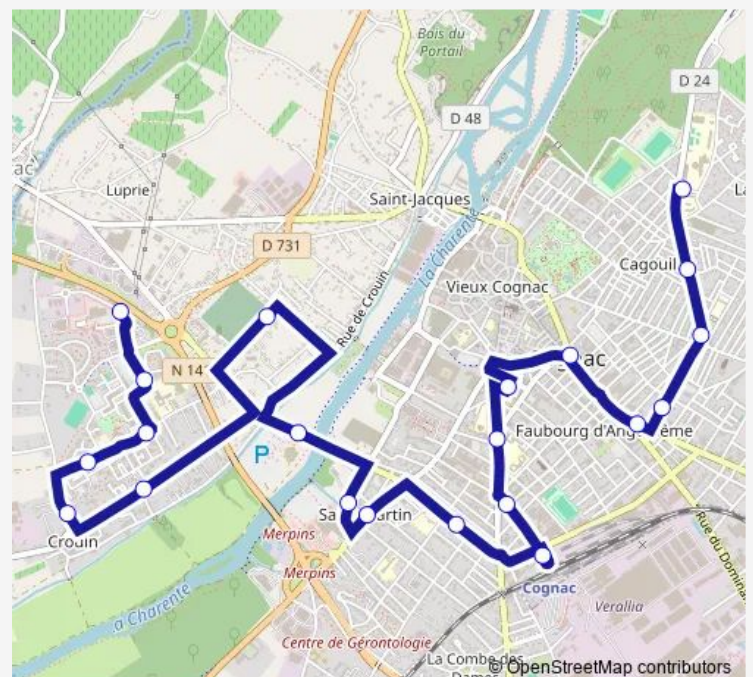 Bois du
Portail
D 24
D 48
Luprie
Saint-Jacques
La Charente
D 731
Cagouil
Vieux Cognac
Rue de Crouin
N 14
Faubourg d'Ang
ême
P
Crouin
Merpins
Merpins
a Charente
Cognac
Verallia
Rue du Domina
Centre de Gérontologie
La Combe des
Dames
© OpenStreetMap contributors